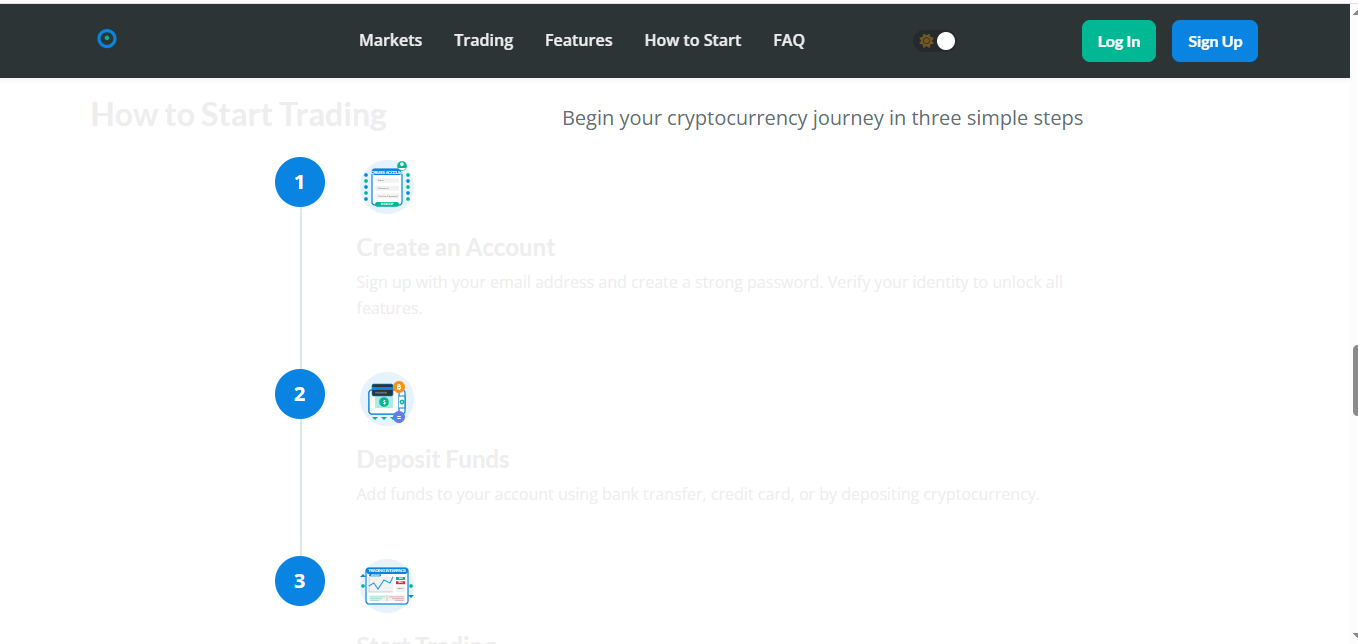 Markets Trading Features How to Start FAQ Log In Sign Up
How to Start Trading Begin your cryptocurrency journey in three simple steps
1
Create an Account
Sign up with your email address and create a strong password. Verify your identity to unlock all
features.
2
Deposit Funds
Add funds to your account using bank transfer, credit card, or by depositing cryptocurrency.
3
TRADING INTERFACE
Start Trading